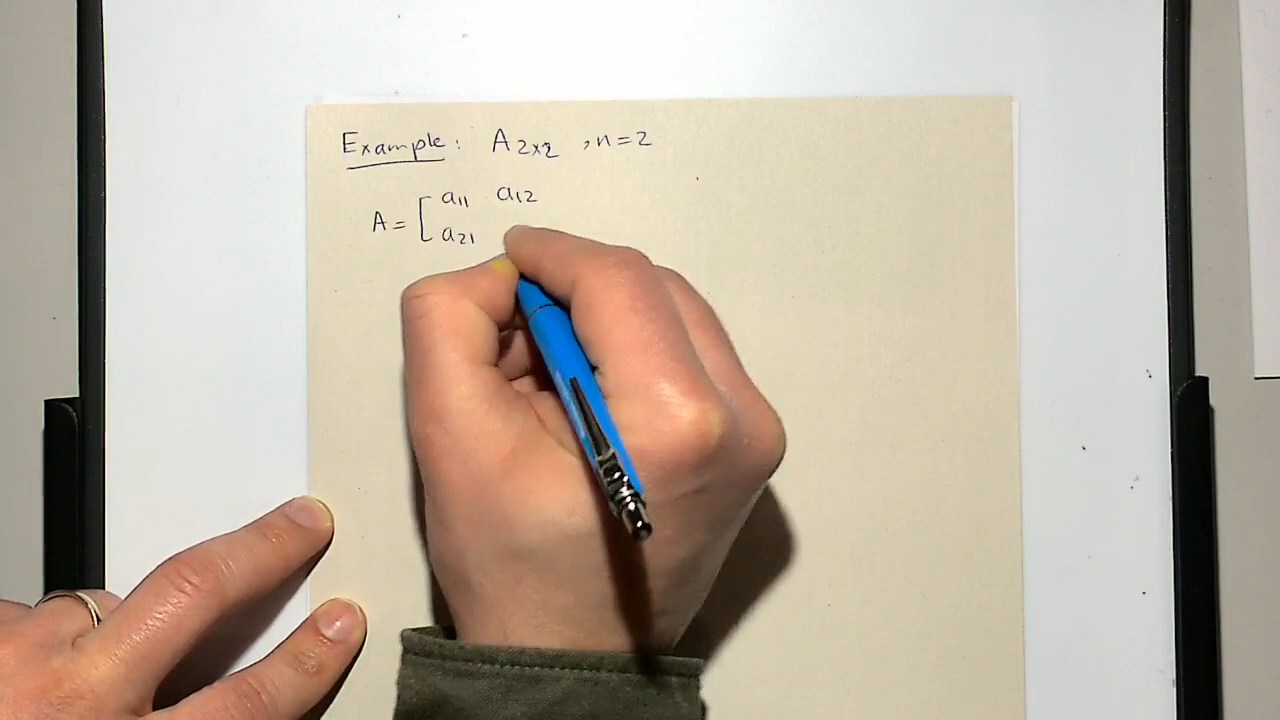 Example: A₂ₓ₂ , n=2
A = [ a₁₁ a₁₂
a₂₁